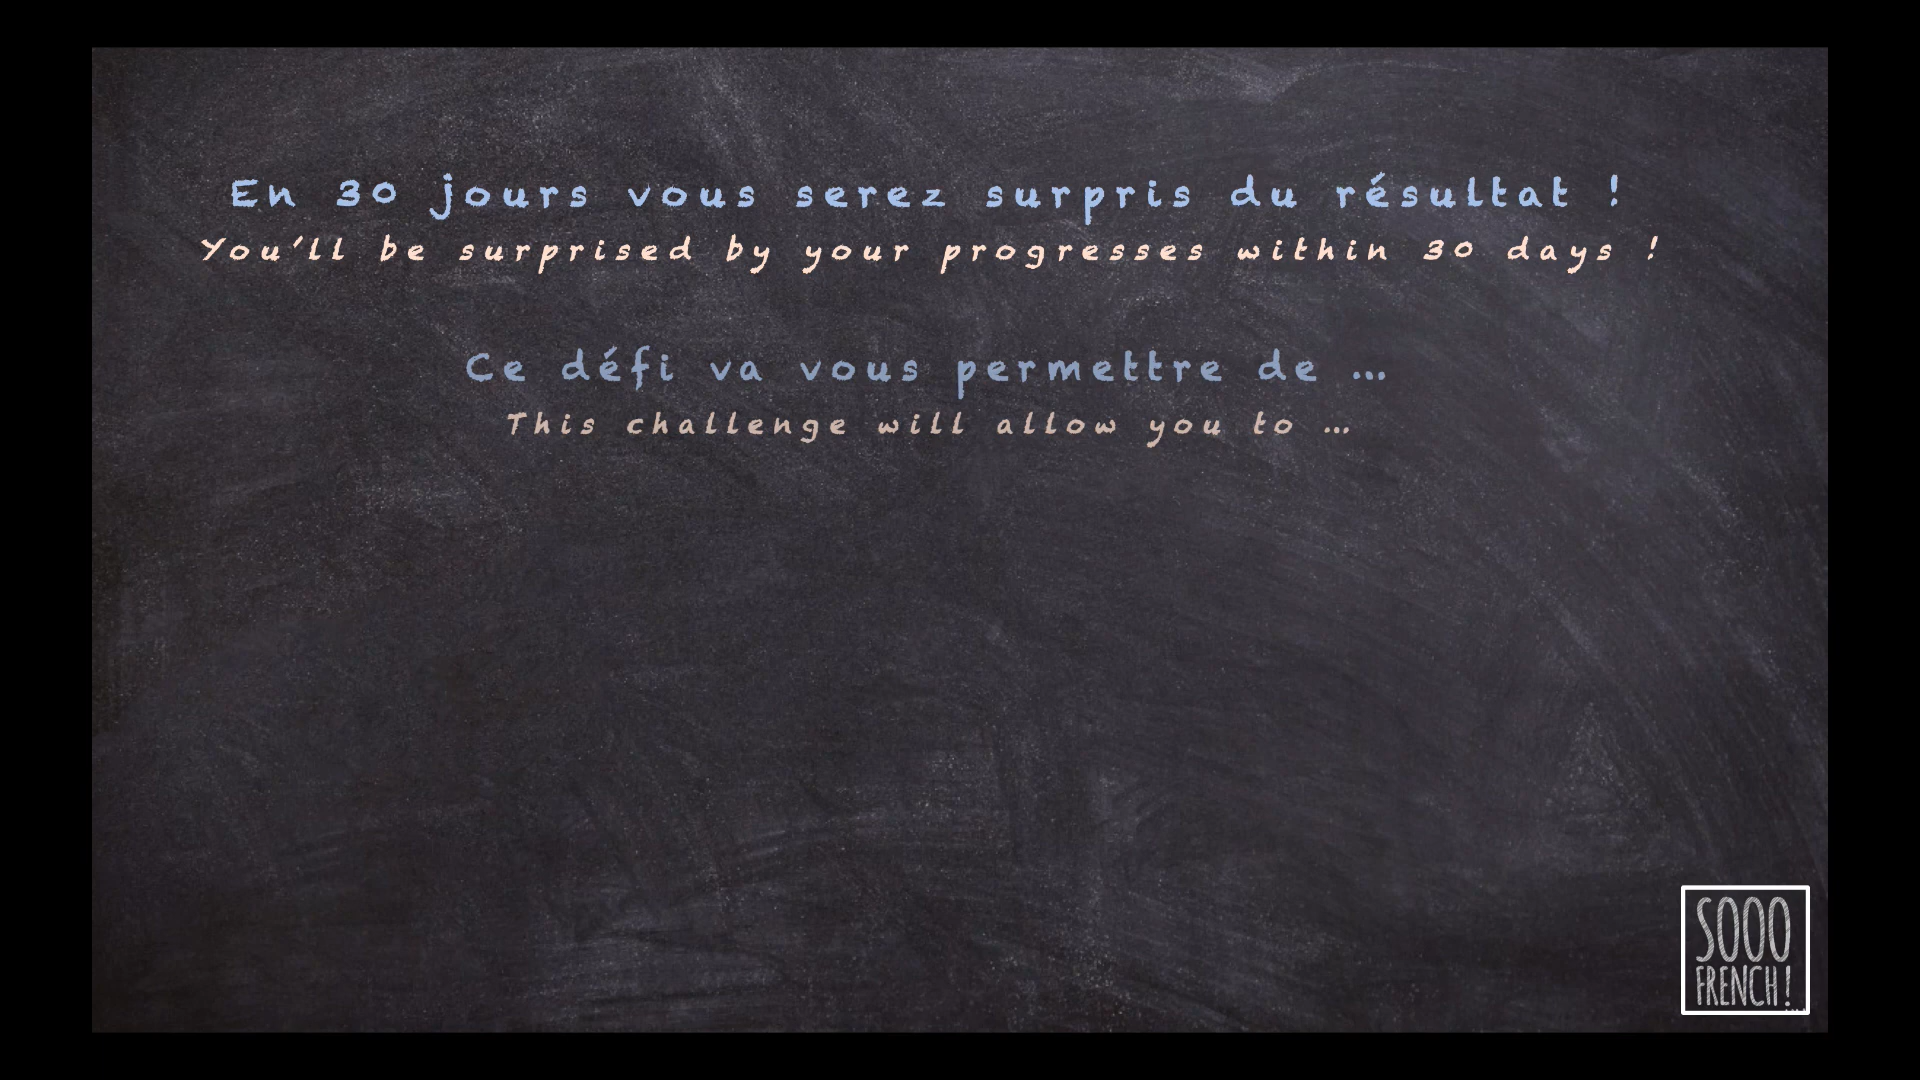 En 30 jours vous serez surpris du résultat !
You'll be surprised by your progresses within 30 days !
Ce défi va vous permettre de ...
This challenge will allow you to ...
SOOO
FRENCH!